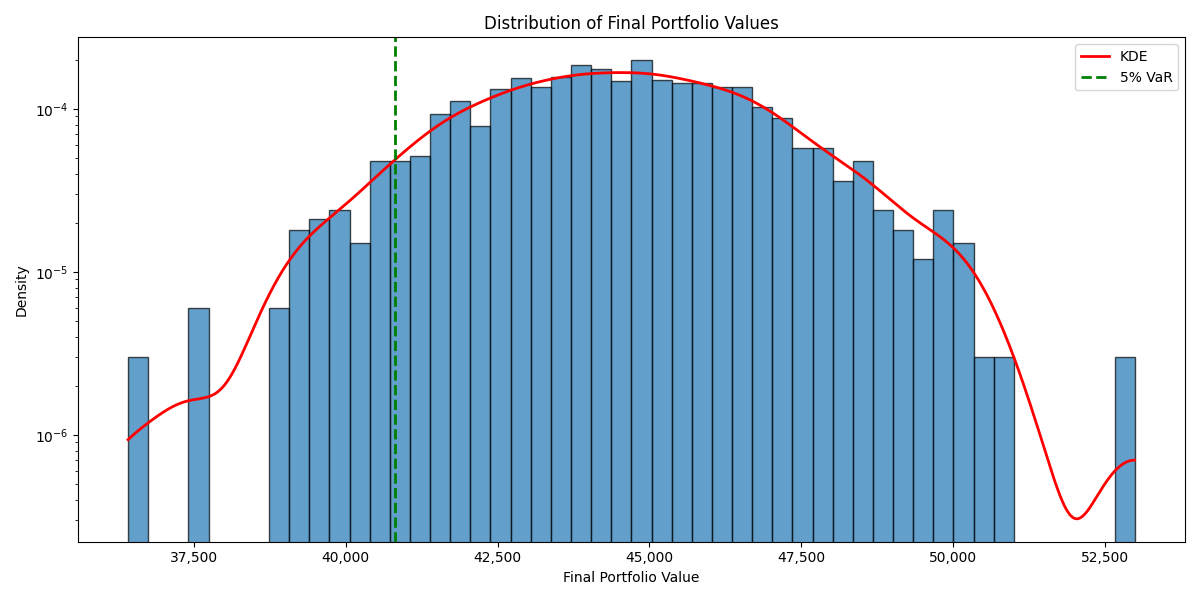 Distribution of Final Portfolio Values
KDE
5% VaR
Density
10⁻⁴
10⁻⁵
10⁻⁶
37,500
40,000
42,500
45,000
47,500
50,000
52,500
Final Portfolio Value